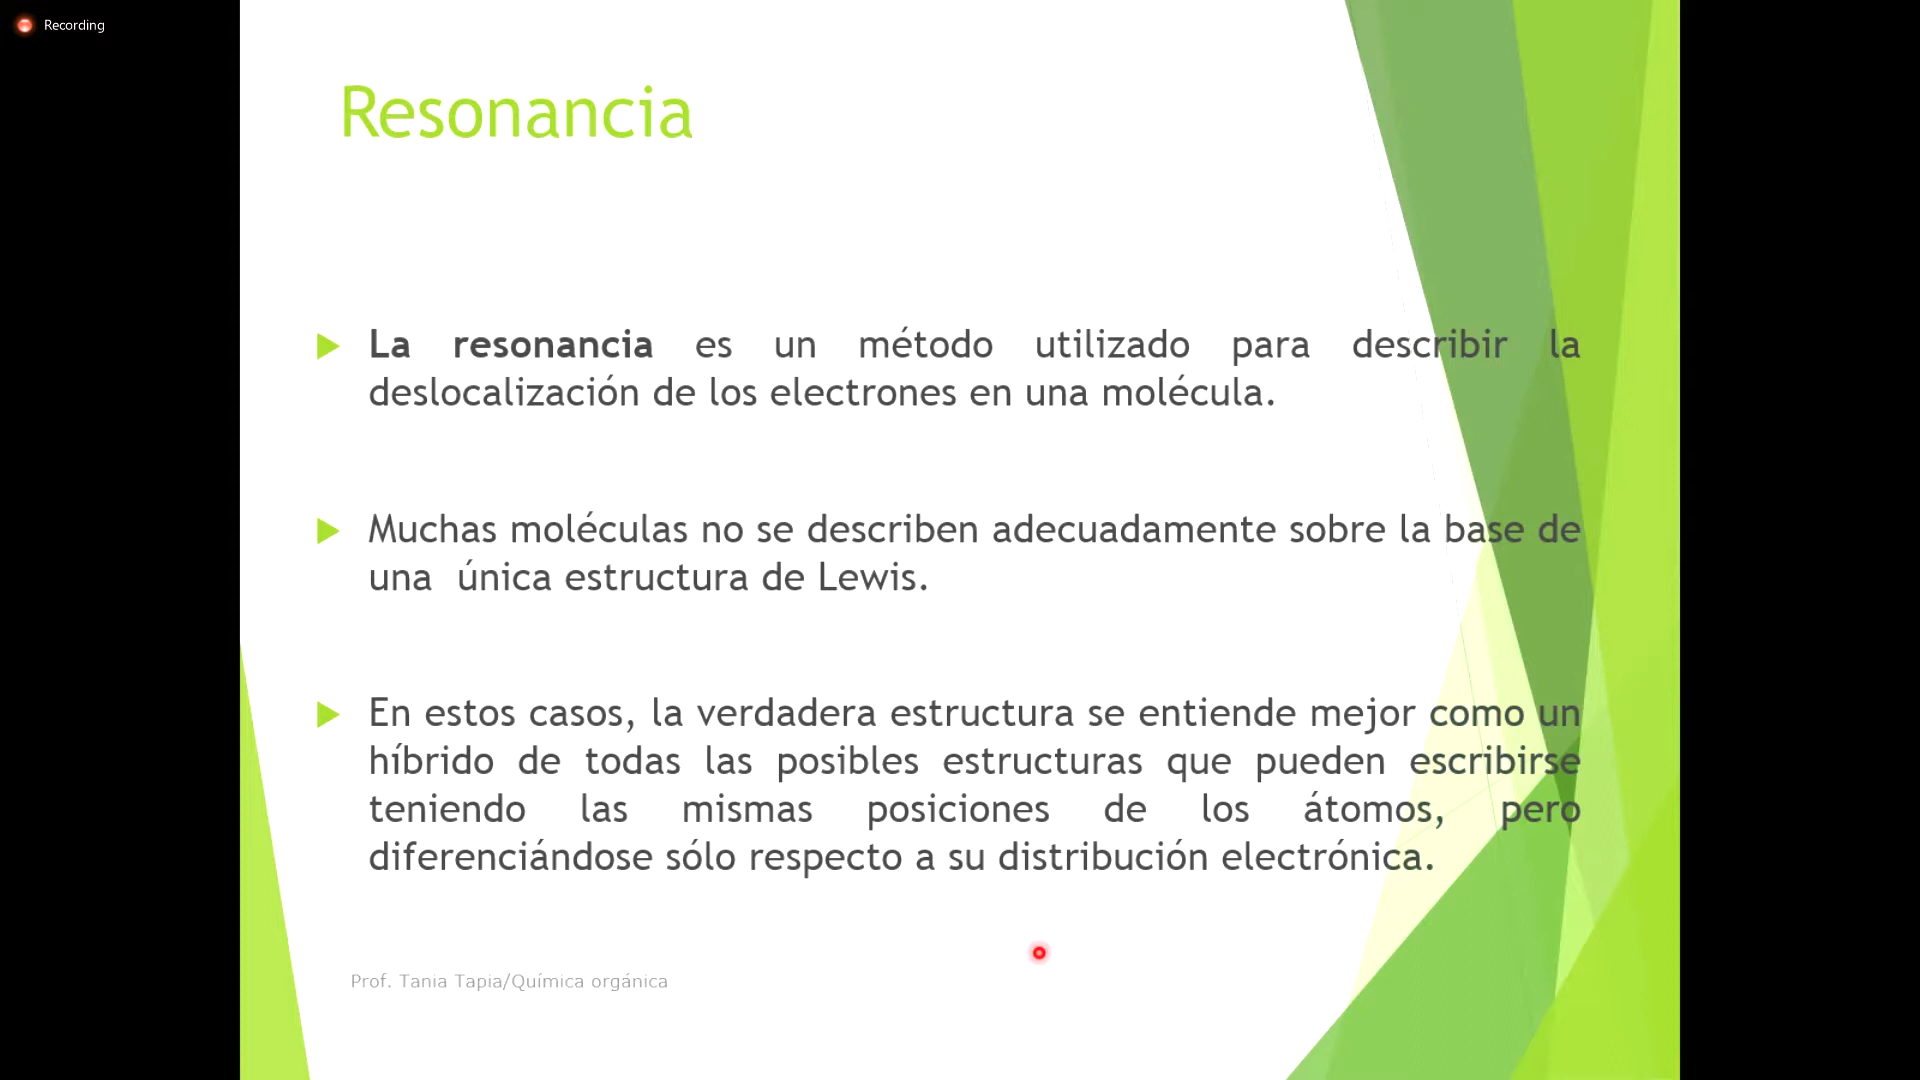 Recording
Resonancia
La resonancia es un método utilizado para describir la
deslocalización de los electrones en una molécula.
Muchas moléculas no se describen adecuadamente sobre la base de
una única estructura de Lewis.
En estos casos, la verdadera estructura se entiende mejor como un
híbrido de todas las posibles estructuras que pueden escribirse
teniendo las mismas posiciones de los átomos, pero
diferenciándose sólo respecto a su distribución electrónica.
Prof. Tania Tapia/Química orgánica